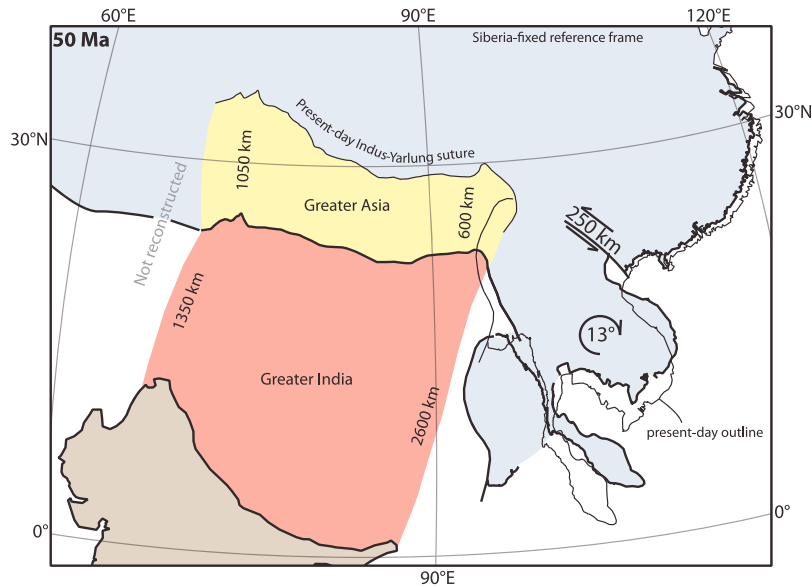 60°E
90°E
120°E
50 Ma
Siberia-fixed reference frame
30°N
30°N
Present-day Indus-Yarlung suture
1050 km
Not reconstructed
Greater Asia
600 km
250 km
1350 km
13°
Greater India
2600 km
present-day outline
0°
0°
90°E